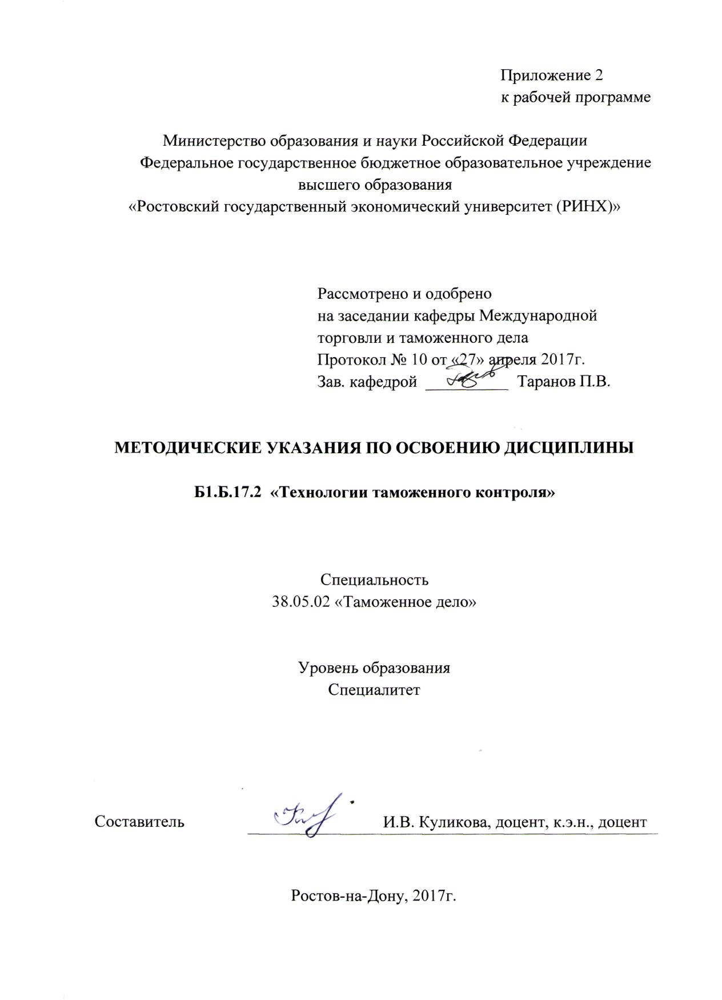 Приложение 2
к рабочей программе
Министерство образования и науки Российской Федерации
Федеральное государственное бюджетное образовательное учреждение
высшего образования
«Ростовский государственный экономический университет (РИНХ)»
Рассмотрено и одобрено
на заседании кафедры Международной
торговли и таможенного дела
Протокол № 10 от «27» апреля 2017г.
Зав. кафедрой __________ Таранов П.В.
МЕТОДИЧЕСКИЕ УКАЗАНИЯ ПО ОСВОЕНИЮ ДИСЦИПЛИНЫ
Б1.Б.17.2 «Технологии таможенного контроля»
Специальность
38.05.02 «Таможенное дело»
Уровень образования
Специалитет
Составитель И.В. Куликова, доцент, к.э.н., доцент
Ростов-на-Дону, 2017г.